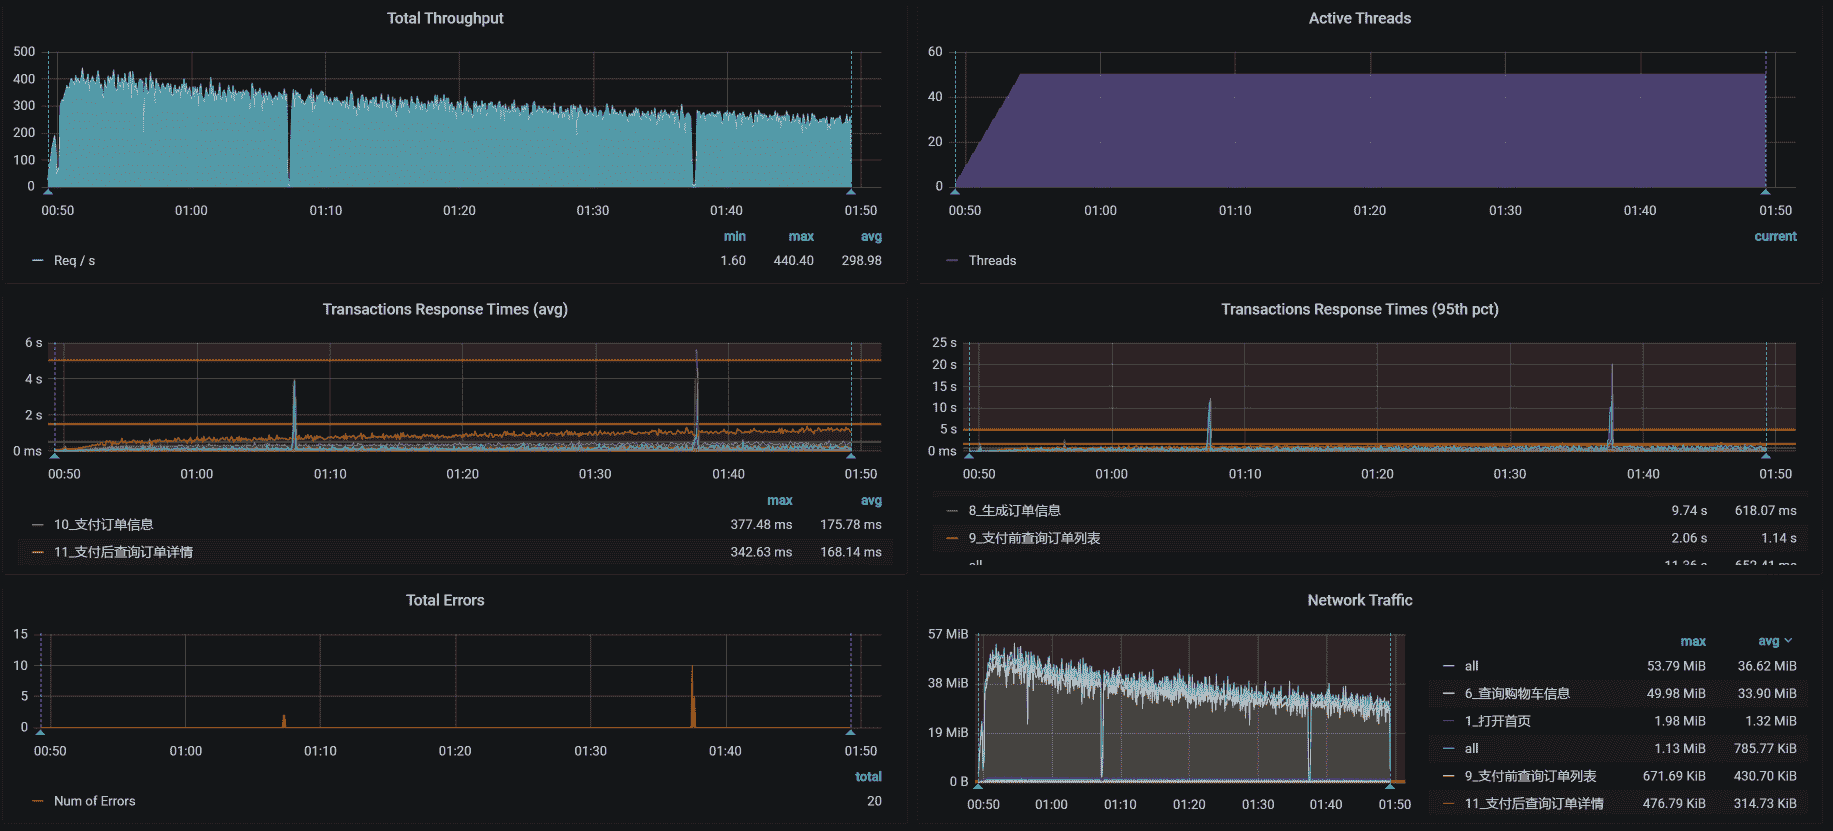 Total Throughput
500
400
300
200
100
0
00:50 01:00 01:10 01:20 01:30 01:40 01:50
min max avg
Req / s 1.60 440.40 298.98
Active Threads
60
40
20
0
00:50 01:00 01:10 01:20 01:30 01:40 01:50
current
Threads
Transactions Response Times (avg)
6 s
4 s
2 s
0 ms
00:50 01:00 01:10 01:20 01:30 01:40 01:50
max avg
10_支付订单信息 377.48 ms 175.78 ms
11_支付后查询订单详情 342.63 ms 168.14 ms
Transactions Response Times (95th pct)
25 s
20 s
15 s
10 s
5 s
0 ms
00:50 01:00 01:10 01:20 01:30 01:40 01:50
8_生成订单信息 9.74 s 618.07 ms
9_支付前查询订单列表 2.06 s 1.14 s
all 11.36 s 652.41 ms
Total Errors
15
10
5
0
00:50 01:00 01:10 01:20 01:30 01:40 01:50
total
Num of Errors 20
Network Traffic
57 MiB
38 MiB
19 MiB
0 B
00:50 01:00 01:10 01:20 01:30 01:40 01:50
max avg
all 53.79 MiB 36.62 MiB
6_查询购物车信息 49.98 MiB 33.90 MiB
1_打开首页 1.98 MiB 1.32 MiB
all 1.13 MiB 785.77 KiB
9_支付前查询订单列表 671.69 KiB 430.70 KiB
11_支付后查询订单详情 476.79 KiB 314.73 KiB